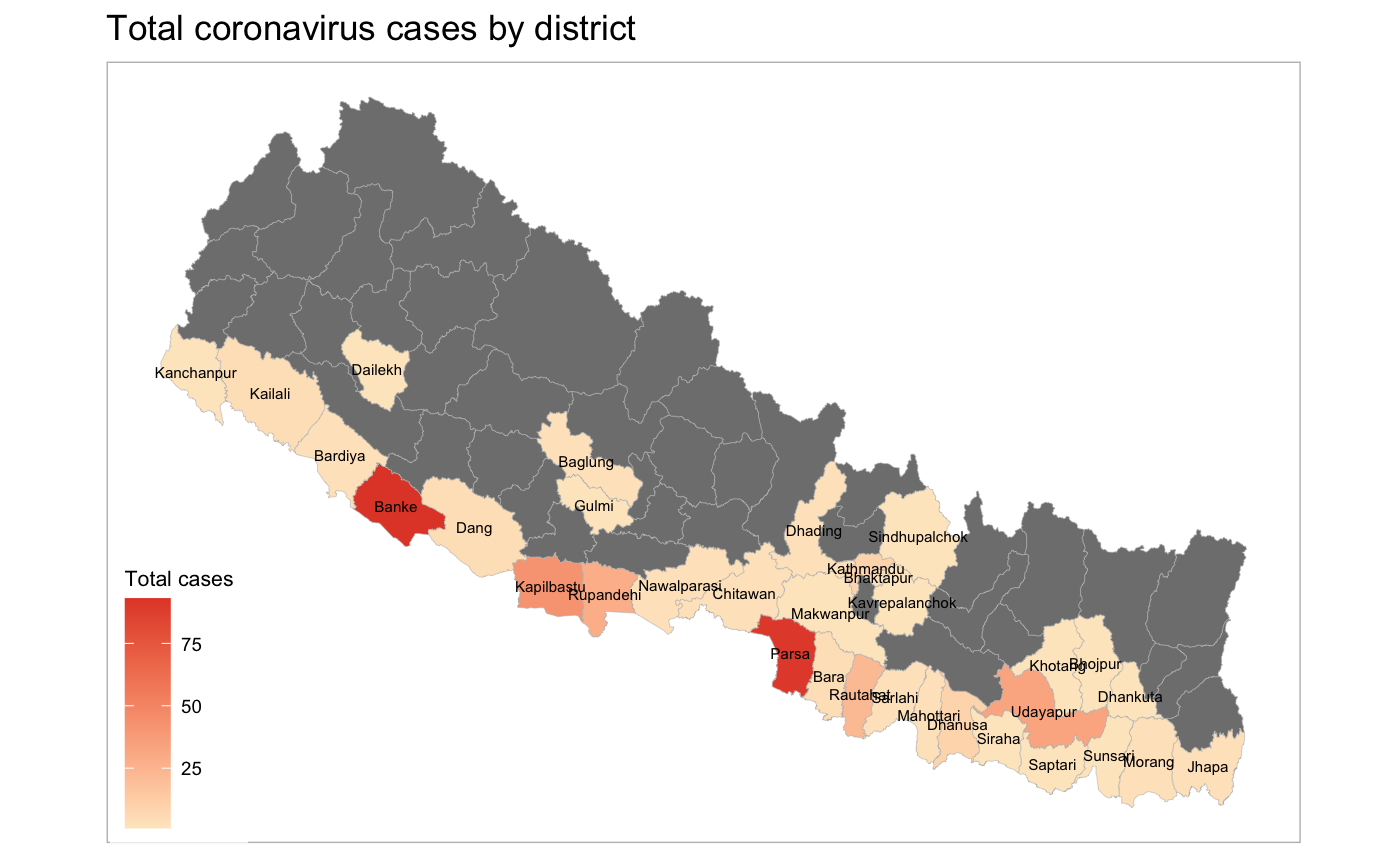 Total coronavirus cases by district
Kanchanpur
Dailekh
Kailali
Bardiya
Baglung
Banke
Gulmi
Dang
Dhading
Sindhupalchok
Kathmandu
Bhaktapur
Kapilbastu
Rupandehi
Nawalparasi
Chitawan
Kavrepalanchok
Makwanpur
Parsa
Khotang
Bhojpur
Bara
Rautahat
Sarlahi
Dhankuta
Mahottari
Udayapur
Dhanusa
Siraha
Sunsari
Saptari
Morang
Jhapa
Total cases
75
50
25